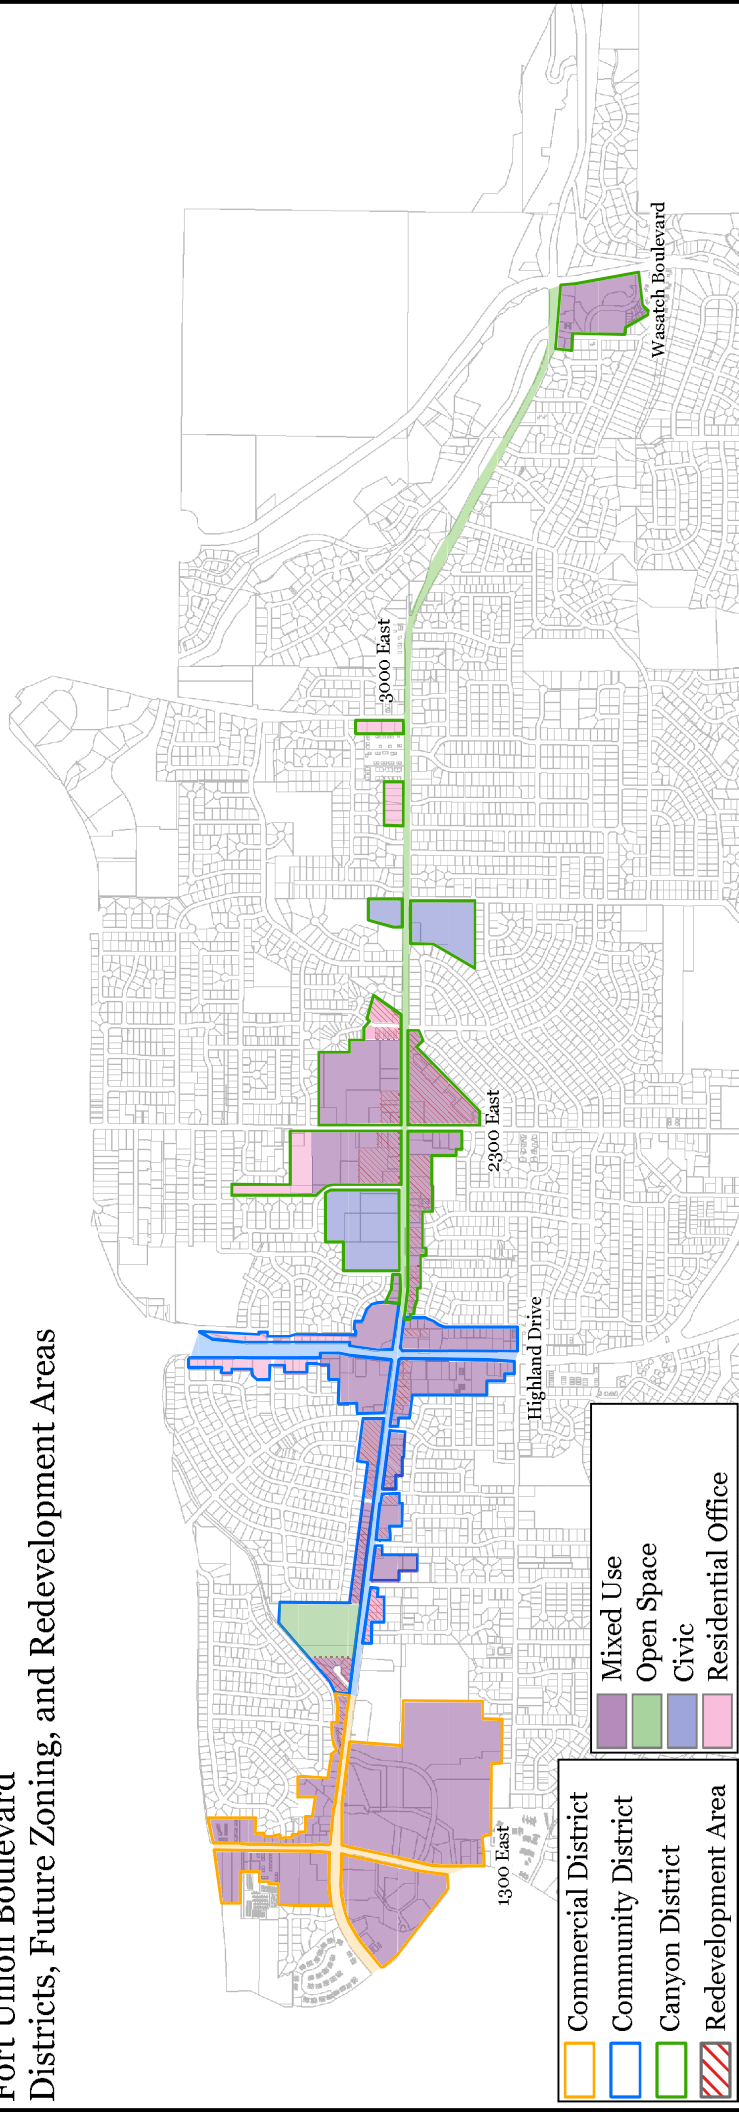 Fort Union Boulevard
Districts, Future Zoning, and Redevelopment Areas
Wasatch Boulevard
3000 East
2300 East
Highland Drive
1300 East
Commercial District
Community District
Canyon District
Redevelopment Area
Mixed Use
Open Space
Civic
Residential Office